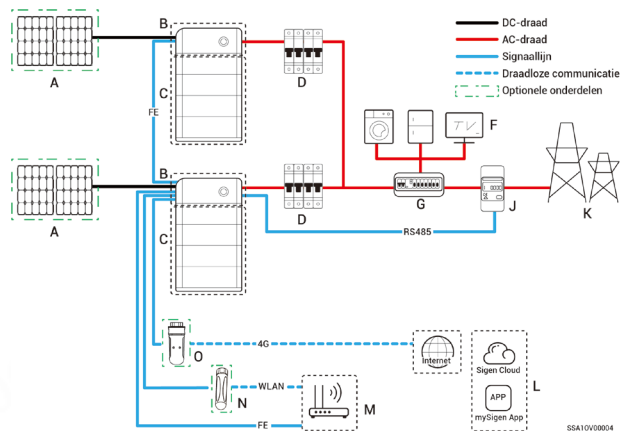 B
DC-draad
AC-draad
Signaallijn
Draadloze communicatie
Optionele onderdelen
A
C
D
FE
F
TV
B
A
C
D
G
J
K
RS485
O
4G
Internet
Sigen Cloud
L
APP
mySigen App
N
WLAN
M
FE
SSA10V00004